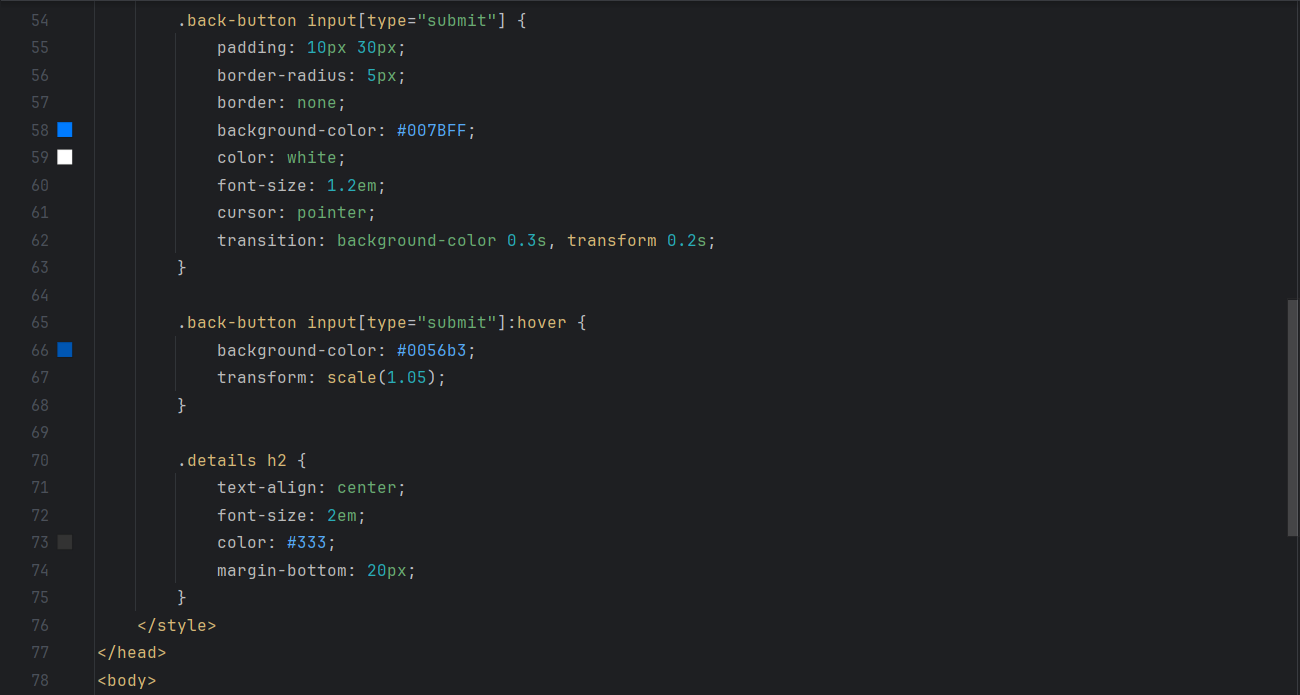 54 .back-button input[type="submit"] {
55 padding: 10px 30px;
56 border-radius: 5px;
57 border: none;
58 background-color: #007BFF;
59 color: white;
60 font-size: 1.2em;
61 cursor: pointer;
62 transition: background-color 0.3s, transform 0.2s;
63 }
64
65 .back-button input[type="submit"]:hover {
66 background-color: #0056b3;
67 transform: scale(1.05);
68 }
69
70 .details h2 {
71 text-align: center;
72 font-size: 2em;
73 color: #333;
74 margin-bottom: 20px;
75 }
76 </style>
77 </head>
78 <body>